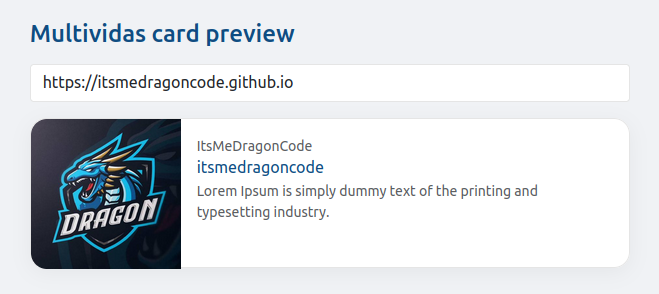 Multividas card preview
https://itsmedragoncode.github.io
ItsMeDragonCode
itsmedragoncode
Lorem Ipsum is simply dummy text of the printing and
typesetting industry.
DRAGON